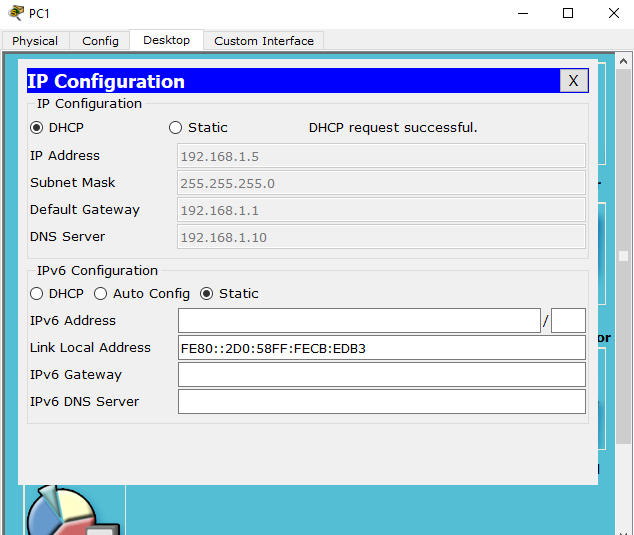 PC1
Physical Config Desktop Custom Interface
IP Configuration X
IP Configuration
DHCP Static DHCP request successful.
IP Address 192.168.1.5
Subnet Mask 255.255.255.0
Default Gateway 192.168.1.1
DNS Server 192.168.1.10
IPv6 Configuration
DHCP Auto Config Static
IPv6 Address /
Link Local Address FE80::2D0:58FF:FECB:EDB3
IPv6 Gateway
IPv6 DNS Server